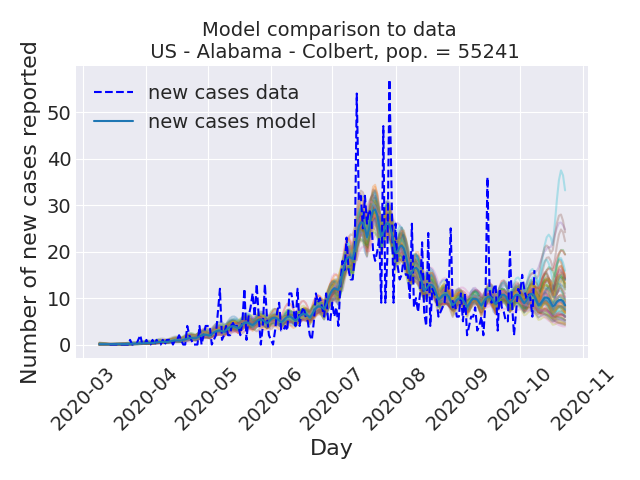 Model comparison to data
US - Alabama - Colbert, pop. = 55241
new cases data
new cases model
Number of new cases reported
50
40
30
20
10
0
2020-03
2020-04
2020-05
2020-06
2020-07
2020-08
2020-09
2020-10
2020-11
Day